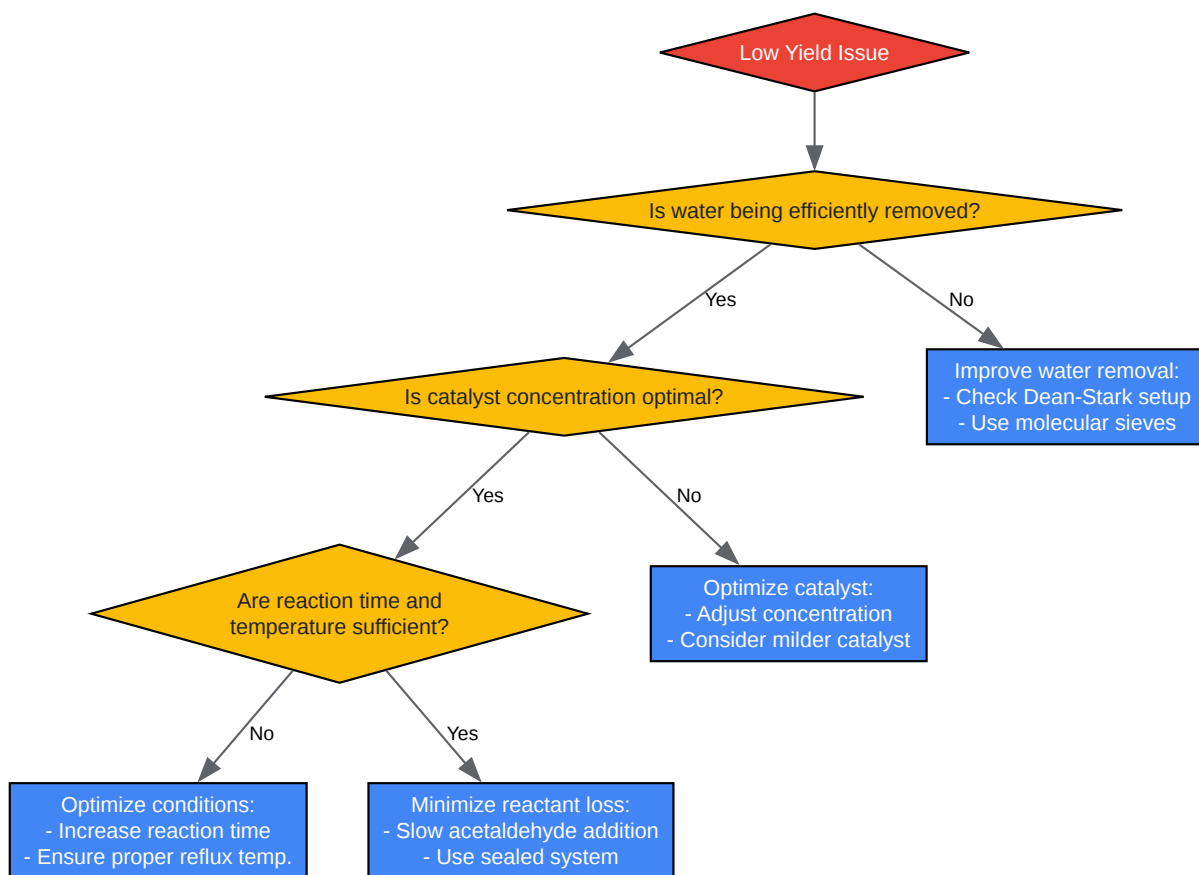 Low Yield Issue
Is water being efficiently removed?
Yes
No
Improve water removal:
- Check Dean-Stark setup
- Use molecular sieves
Is catalyst concentration optimal?
Yes
No
Optimize catalyst:
- Adjust concentration
- Consider milder catalyst
Are reaction time and
temperature sufficient?
No
Yes
Optimize conditions:
- Increase reaction time
- Ensure proper reflux temp.
Minimize reactant loss:
- Slow acetaldehyde addition
- Use sealed system